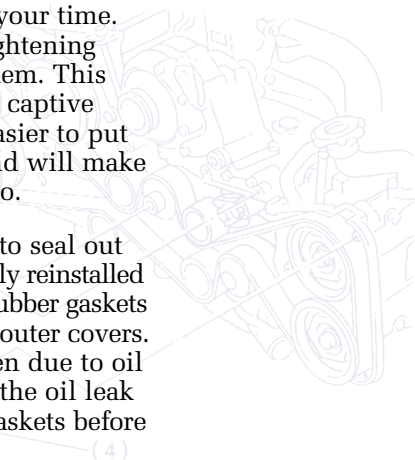 your time.
ghtening
em. This
captive
asier to put
nd will make
o.
to seal out
ly reinstalled
ubber gaskets
outer covers.
en due to oil
the oil leak
askets before
(4)